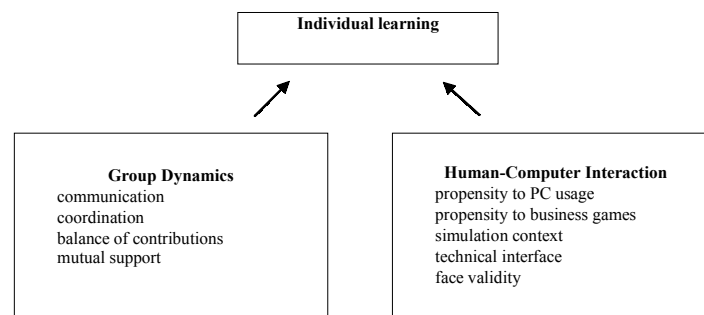 Individual learning
Group Dynamics
communication
coordination
balance of contributions
mutual support
Human-Computer Interaction
propensity to PC usage
propensity to business games
simulation context
technical interface
face validity